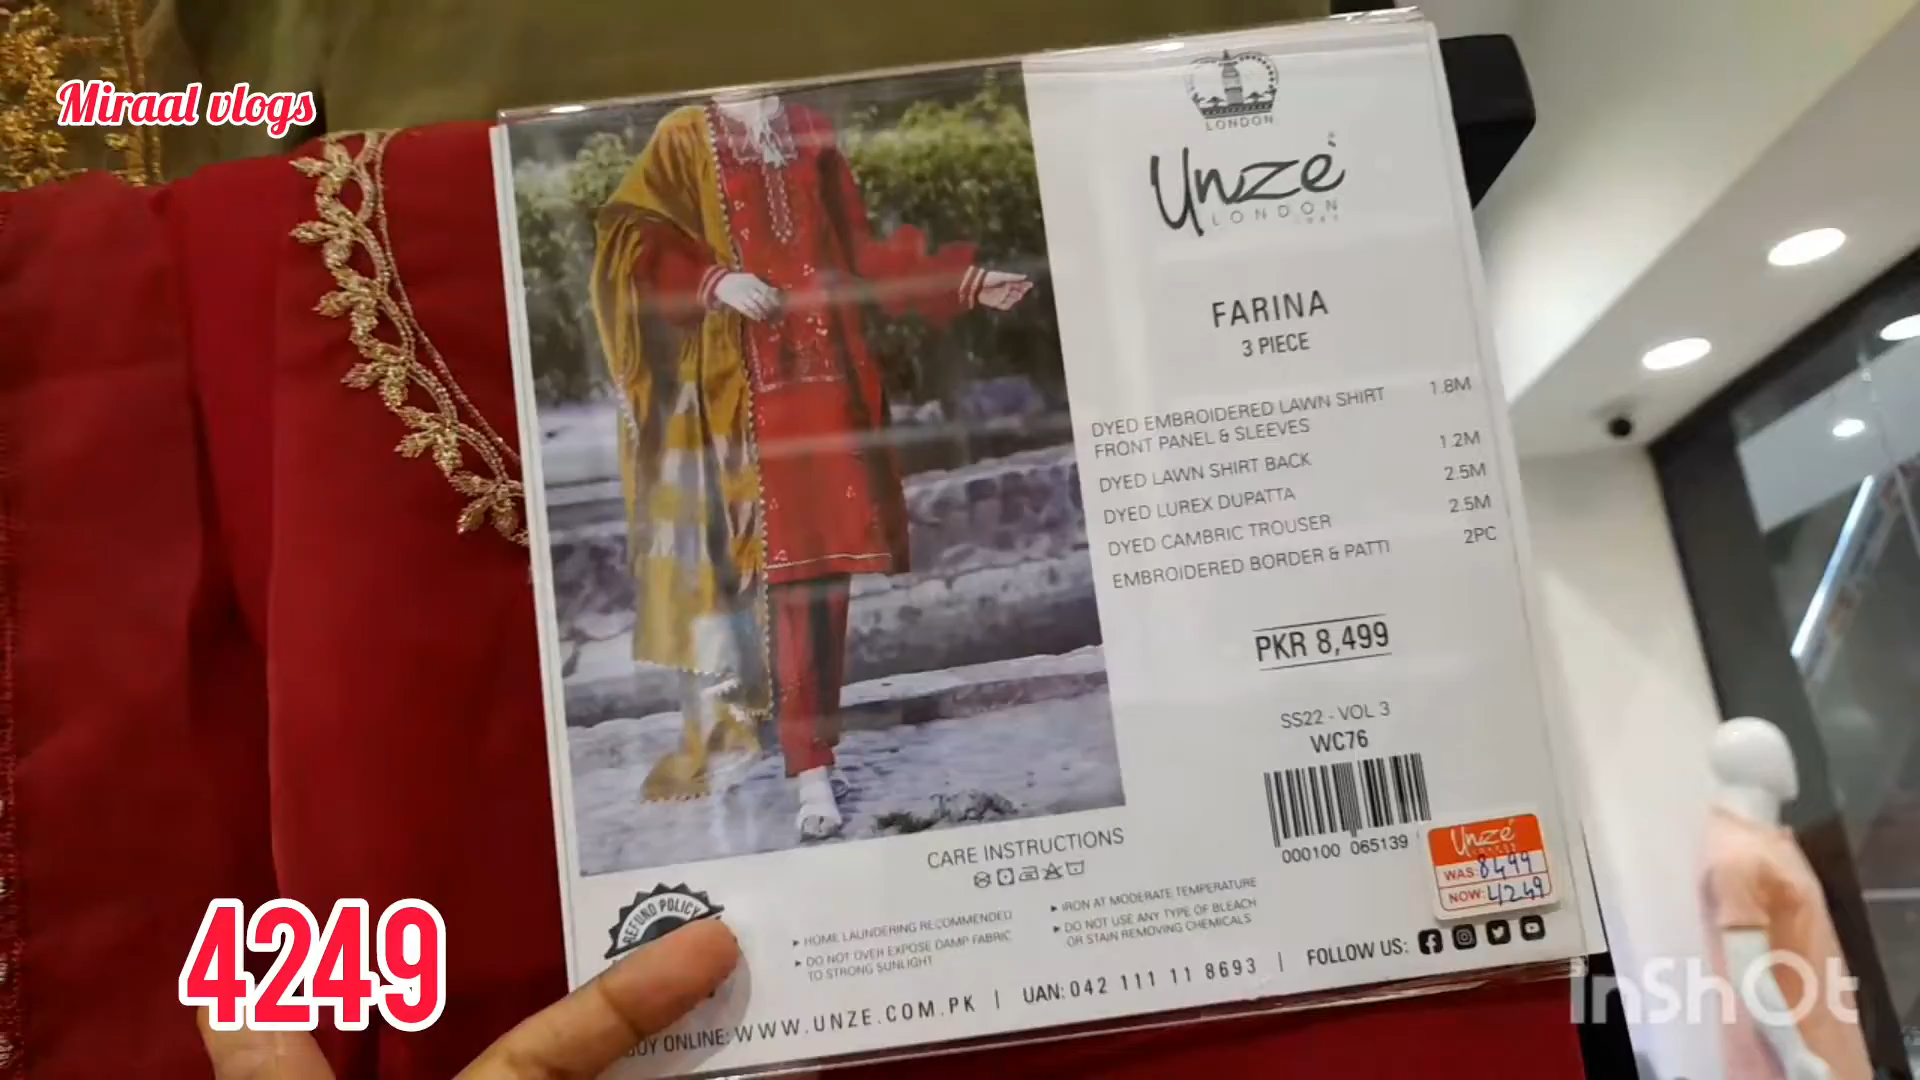 Miraal vlogs
LONDON
Unze
LONDON
FARINA
3 PIECE
DYED EMBROIDERED LAWN SHIRT FRONT PANEL & SLEEVES 1.8M
DYED LAWN SHIRT BACK 1.2M
DYED LUREX DUPATTA 2.5M
DYED CAMBRIC TROUSER 2.5M
EMBROIDERED BORDER & PATTI 2PC
PKR 8,499
SS22 - VOL 3
WC76
000100 065139
Unzé
WAS: 8499
NOW: 4249
CARE INSTRUCTIONS
▸ HOME LAUNDERING RECOMMENDED
▸ DO NOT OVER EXPOSE DAMP FABRIC
TO STRONG SUNLIGHT
▸ IRON AT MODERATE TEMPERATURE
▸ DO NOT USE ANY TYPE OF BLEACH
OR STAIN REMOVING CHEMICALS
REFUND POLICY
BUY ONLINE: WWW.UNZE.COM.PK | UAN: 042 111 11 8693 | FOLLOW US:
4249
InShOt